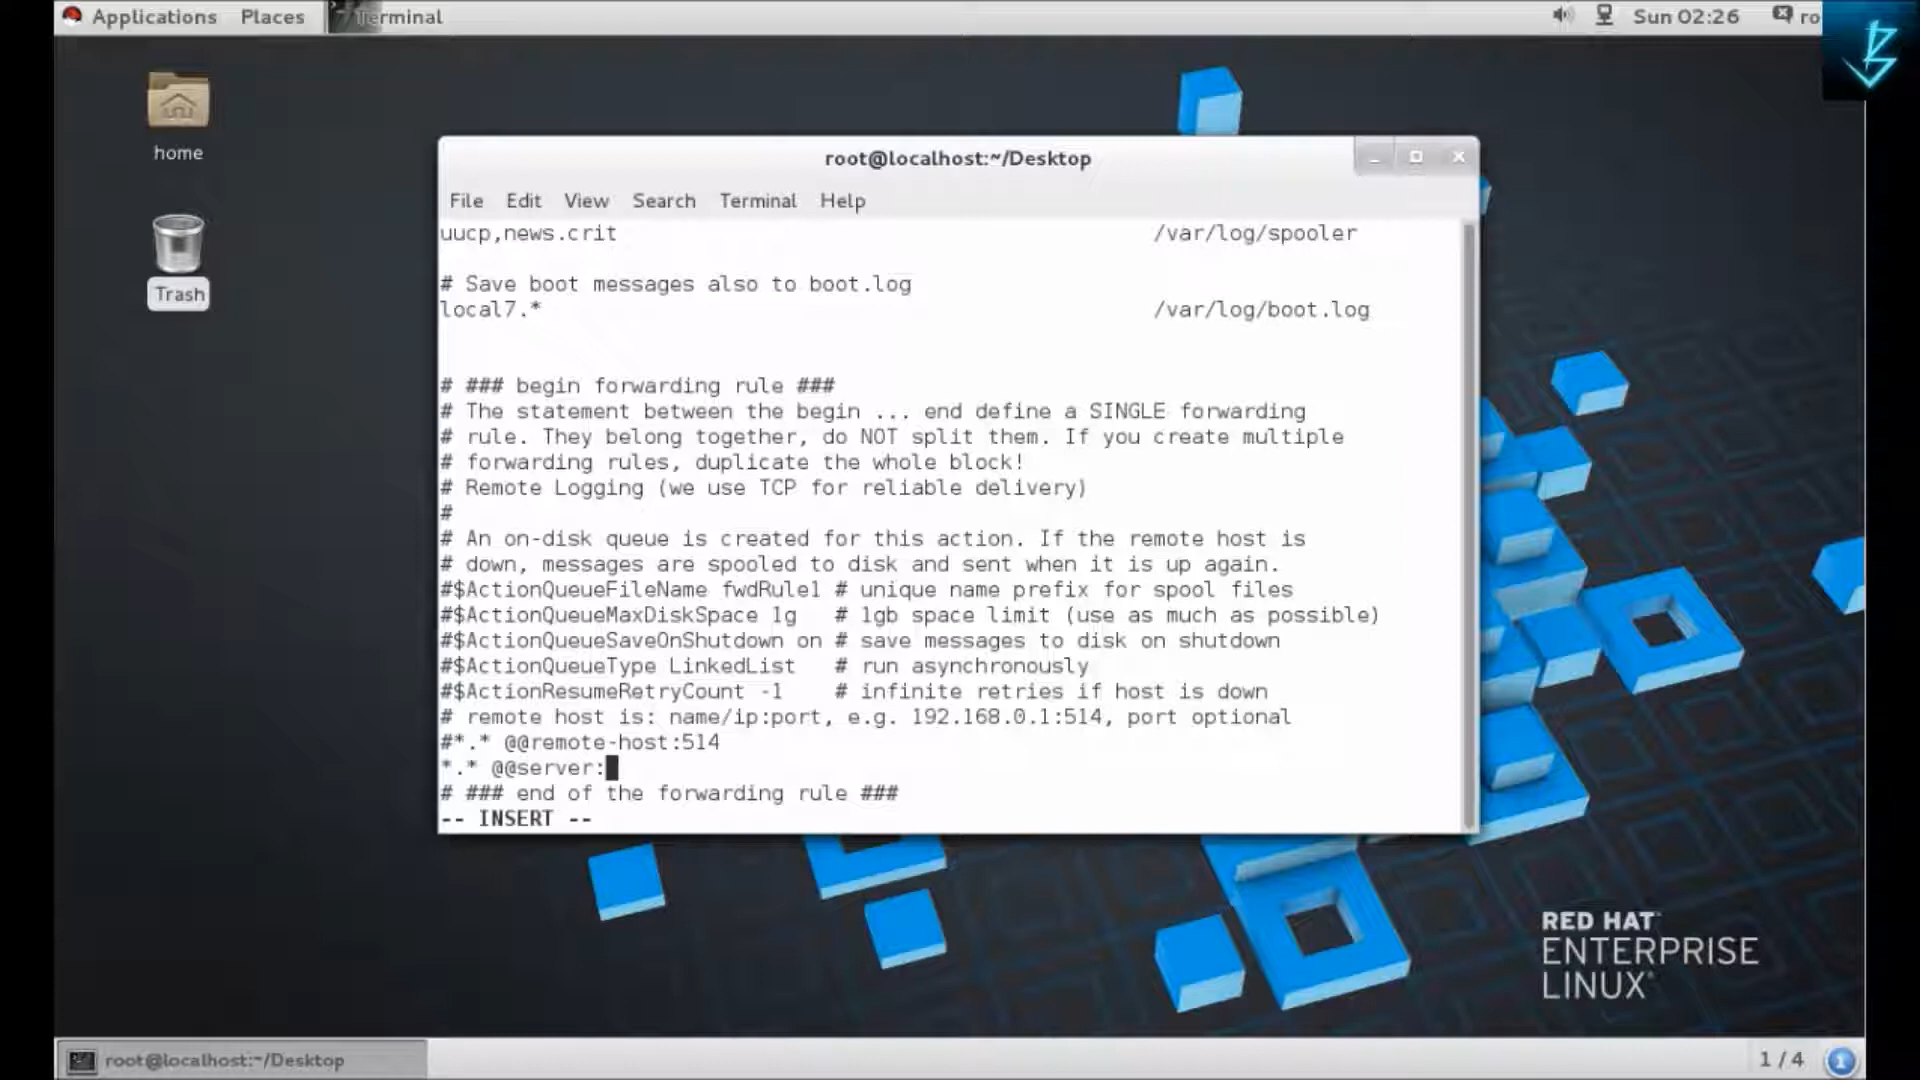 Applications Places Terminal Sun 02:26 ro
home
Trash
root@localhost:~/Desktop
File Edit View Search Terminal Help
uucp,news.crit /var/log/spooler
# Save boot messages also to boot.log
local7.* /var/log/boot.log
# ### begin forwarding rule ###
# The statement between the begin ... end define a SINGLE forwarding
# rule. They belong together, do NOT split them. If you create multiple
# forwarding rules, duplicate the whole block!
# Remote Logging (we use TCP for reliable delivery)
#
# An on-disk queue is created for this action. If the remote host is
# down, messages are spooled to disk and sent when it is up again.
#$ActionQueueFileName fwdRule1 # unique name prefix for spool files
#$ActionQueueMaxDiskSpace 1g # 1gb space limit (use as much as possible)
#$ActionQueueSaveOnShutdown on # save messages to disk on shutdown
#$ActionQueueType LinkedList # run asynchronously
#$ActionResumeRetryCount -1 # infinite retries if host is down
# remote host is: name/ip:port, e.g. 192.168.0.1:514, port optional
#*.* @@remote-host:514
*.* @@server:
# ### end of the forwarding rule ###
-- INSERT --
RED HAT
ENTERPRISE
LINUX
root@localhost:~/Desktop 1 / 4 1